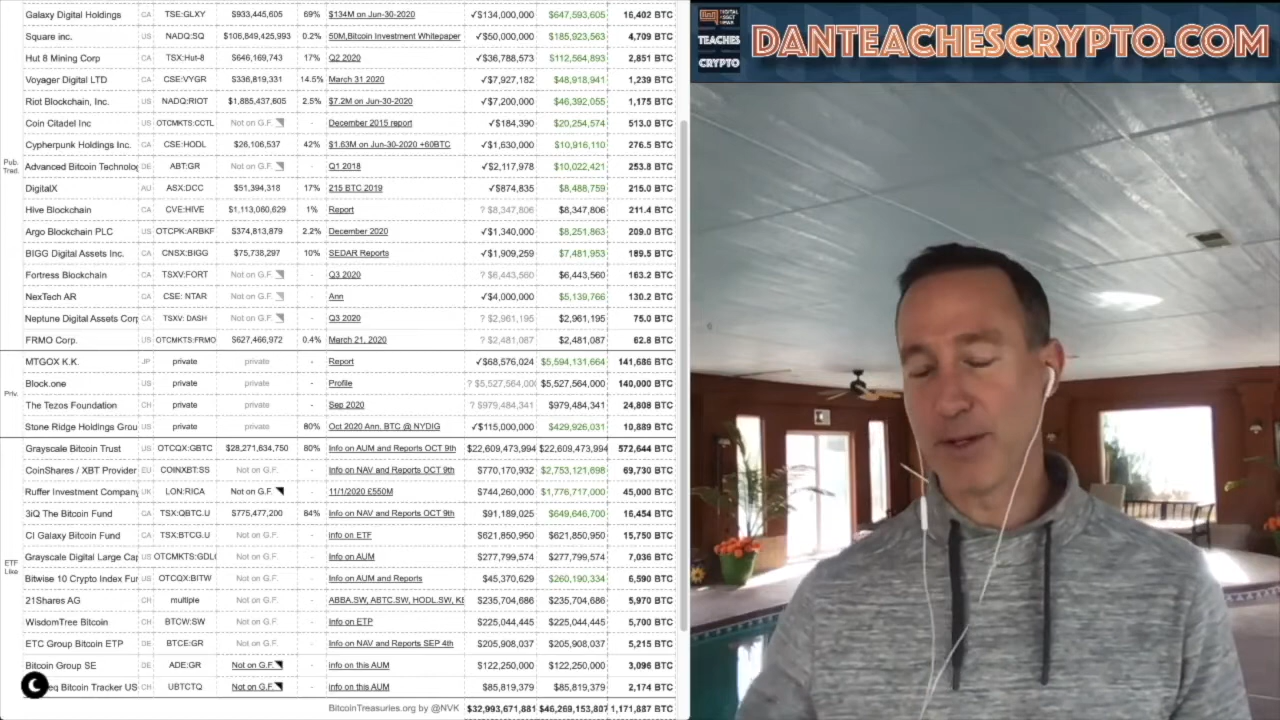 Galaxy Digital Holdings CA TSE:GLXY $933,445,605 69% $134M on Jun-30-2020 ✓$134,000,000 $647,593,605 16,402 BTC
Square inc. US NADQ:SQ $106,849,425,993 0.2% 50M,Bitcoin Investment Whitepaper ✓$50,000,000 $185,923,563 4,709 BTC
Hut 8 Mining Corp CA TSX:Hut-8 $646,169,743 17% Q2 2020 ✓$36,788,573 $112,564,893 2,851 BTC
Voyager Digital LTD CA CSE:VYGR $336,819,331 14.5% March 31 2020 ✓$7,927,182 $48,918,941 1,239 BTC
Riot Blockchain, Inc. US NADQ:RIOT $1,885,437,605 2.5% $7.2M on Jun-30-2020 ✓$7,200,000 $46,392,055 1,175 BTC
Coin Citadel Inc US OTCMKTS:CCTL Not on G.F. - December 2015 report ✓$184,390 $20,254,574 513.0 BTC
Cypherpunk Holdings Inc. CA CSE:HODL $26,106,537 42% $1.63M on Jun-30-2020 +60BTC ✓$1,630,000 $10,916,110 276.5 BTC
Pub. Trad. Advanced Bitcoin Technolog DE ABT:GR Not on G.F. - Q1 2018 ✓$2,117,978 $10,022,421 253.8 BTC
DigitalX AU ASX:DCC $51,394,318 17% 215 BTC 2019 ✓$874,835 $8,488,759 215.0 BTC
Hive Blockchain CA CVE:HIVE $1,113,060,629 1% Report ? $8,347,806 $8,347,806 211.4 BTC
Argo Blockchain PLC US OTCPK:ARBKF $374,813,879 2.2% December 2020 ✓$1,340,000 $8,251,863 209.0 BTC
BIGG Digital Assets Inc. CA CNSX:BIGG $75,738,297 10% SEDAR Reports ✓$1,909,259 $7,481,953 189.5 BTC
Fortress Blockchain CA TSXV:FORT Not on G.F. - Q3 2020 ? $6,443,560 $6,443,560 163.2 BTC
NexTech AR CA CSE: NTAR Not on G.F. - Ann ✓$4,000,000 $5,139,766 130.2 BTC
Neptune Digital Assets Corp CA TSXV: DASH Not on G.F. - Q3 2020 ? $2,961,195 $2,961,195 75.0 BTC
FRMO Corp. US OTCMKTS:FRMO $627,466,972 0.4% March 21, 2020 ? $2,481,087 $2,481,087 62.8 BTC
MTGOX K.K. JP private private - Report ✓$68,576,024 $5,594,131,664 141,686 BTC
Priv. Block.one US private private - Profile ? $5,527,564,000 $5,527,564,000 140,000 BTC
The Tezos Foundation CH private private - Sep 2020 ? $979,484,341 $979,484,341 24,808 BTC
Stone Ridge Holdings Grou US private private 80% Oct 2020 Ann, BTC @ NYDIG ✓$115,000,000 $429,926,031 10,889 BTC
Grayscale Bitcoin Trust US OTCQX:GBTC $28,271,634,750 80% Info on AUM and Reports OCT 9th $22,609,473,994 $22,609,473,994 572,644 BTC
CoinShares / XBT Provider EU COINXBT:SS Not on G.F. - Info on NAV and Reports OCT 9th $770,170,932 $2,753,121,698 69,730 BTC
Ruffer Investment Company UK LON:RICA Not on G.F. - 11/1/2020 £550M $744,260,000 $1,776,717,000 45,000 BTC
3iQ The Bitcoin Fund CA TSX:QBTC.U $775,477,200 84% Info on NAV and Reports OCT 9th $91,189,025 $649,646,700 16,454 BTC
CI Galaxy Bitcoin Fund CA TSX:BTCG.U Not on G.F. - info on ETF $621,850,950 $621,850,950 15,750 BTC
ETF Like Grayscale Digital Large Cap US OTCMKTS:GDLC Not on G.F. - Info on AUM $277,799,574 $277,799,574 7,036 BTC
Bitwise 10 Crypto Index Fur US OTCQX:BITW Not on G.F. - Info on AUM and Reports $45,370,629 $260,190,334 6,590 BTC
21Shares AG CH multiple Not on G.F. - ABBA.SW, ABTC.SW, HODL.SW, KE $235,704,686 $235,704,686 5,970 BTC
WisdomTree Bitcoin CH BTCW:SW Not on G.F. - Info on ETP $225,044,445 $225,044,445 5,700 BTC
ETC Group Bitcoin ETP DE BTCE:GR Not on G.F. - Info on NAV and Reports SEP 4th $205,908,037 $205,908,037 5,215 BTC
Bitcoin Group SE DE ADE:GR Not on G.F. - info on this AUM $122,250,000 $122,250,000 3,096 BTC
eq Bitcoin Tracker US CH UBTCTQ Not on G.F. - info on this AUM $85,819,379 $85,819,379 2,174 BTC
BitcoinTreasuries.org by @NVK $32,993,671,881 $46,269,153,807 1,171,887 BTC
DIGITAL ASSET
TEACHES
CRYPTO
DANTEACHESCRYPTO.COM